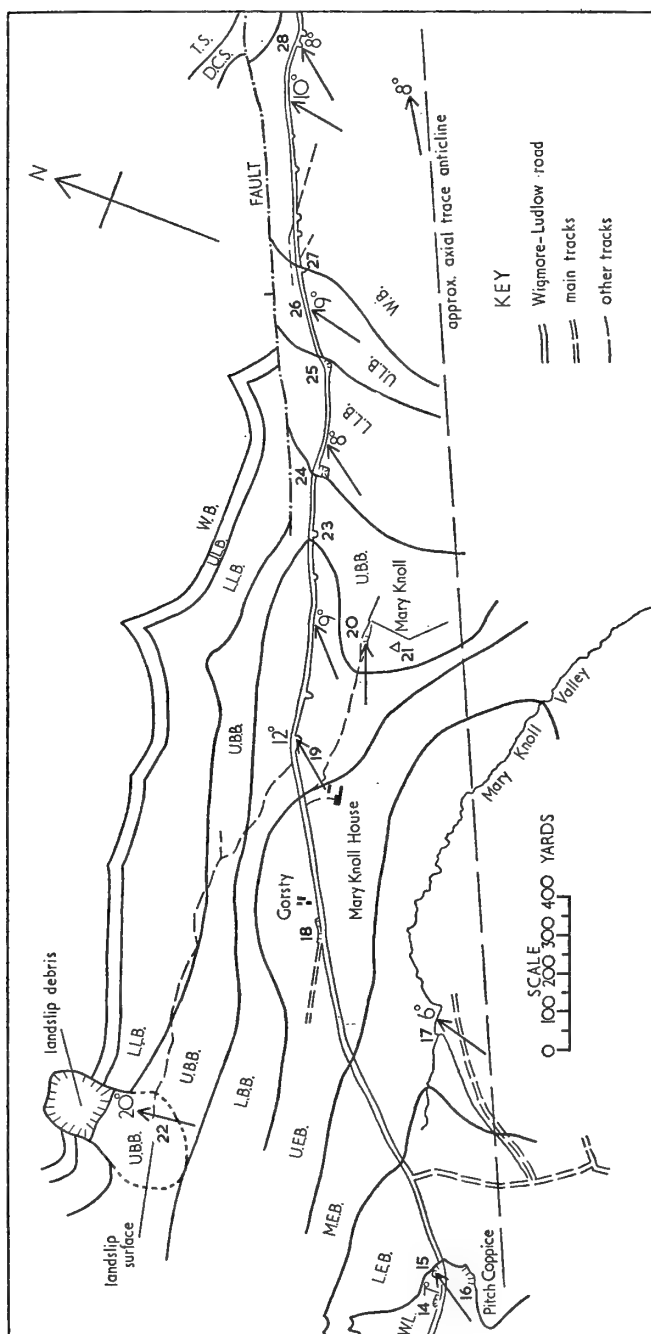 T.S.
D.C.S.
28
8°
10°
N
FAULT
8°
approx. axial trace anticline
27
26
9°
W.B.
U.L.B.
25
L.L.B.
8°
24
23
W.B.
U.L.B.
L.L.B.
U.B.B.
U.B.B.
9°
20
Mary Knoll
21
12°
19
Mary Knoll House
Gorsty
18
Mary Knoll Valley
landslip debris
L.L.B.
20°
U.B.B.
22
U.B.B.
landslip surface
L.B.B.
U.E.B.
M.E.B.
L.E.B.
17
6°
W.L.
14
7°
15
16
Pitch Coppice
KEY
Wigmore-Ludlow road
main tracks
other tracks
SCALE
0 100 200 300 400 YARDS